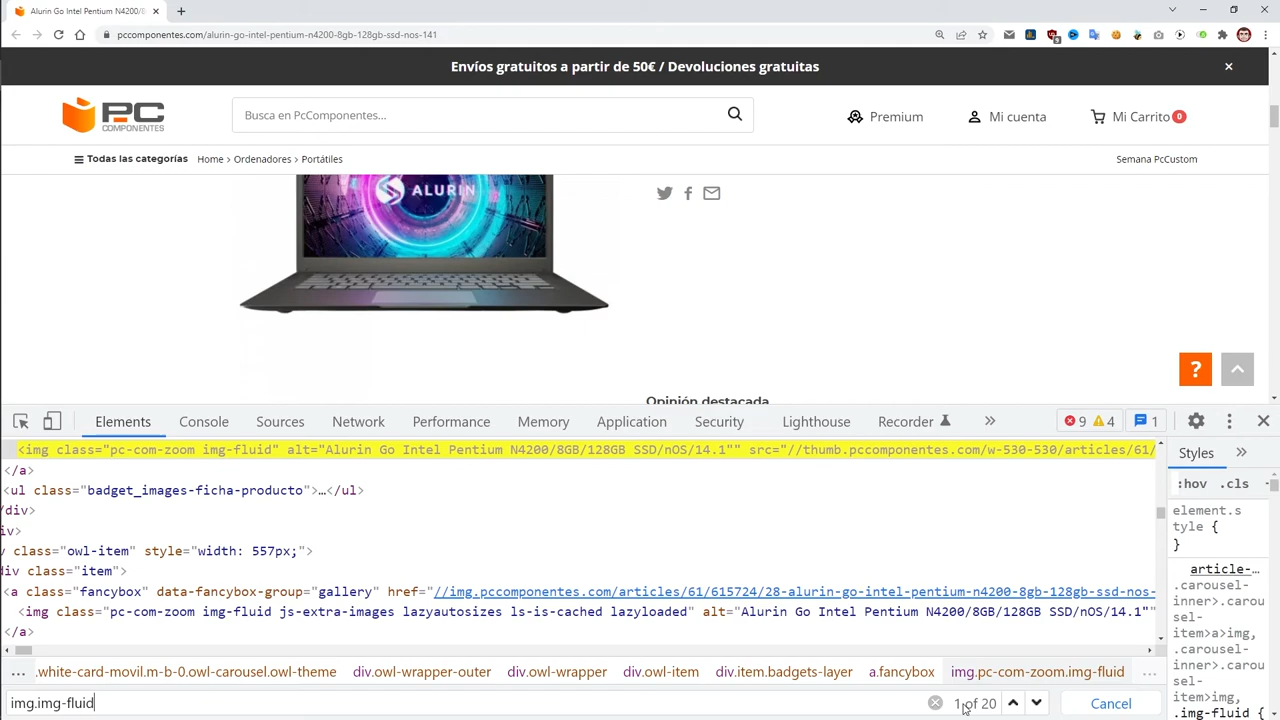 Alurin Go Intel Pentium N4200/8
pccomponentes.com/alurin-go-intel-pentium-n4200-8gb-128gb-ssd-nos-141
Envíos gratuitos a partir de 50€ / Devoluciones gratuitas
PC COMPONENTES
Busca en PcComponentes...
Premium
Mi cuenta
Mi Carrito 0
Todas las categorías
Home › Ordenadores › Portátiles
Semana PcCustom
ALURIN
?
Opinión destacada
Elements Console Sources Network Performance Memory Application Security Lighthouse Recorder » 9 4 1
<img class="pc-com-zoom img-fluid" alt="Alurin Go Intel Pentium N4200/8GB/128GB SSD/nOS/14.1"" src="//thumb.pccomponentes.com/w-530-530/articles/61/
</a>
<ul class="badget_images-ficha-producto">…</ul>
/div>
iv>
v class="owl-item" style="width: 557px;">
div class="item">
<a class="fancybox" data-fancybox-group="gallery" href="//img.pccomponentes.com/articles/61/615724/28-alurin-go-intel-pentium-n4200-8gb-128gb-ssd-nos-
<img class="pc-com-zoom img-fluid js-extra-images lazyautosizes ls-is-cached lazyloaded" alt="Alurin Go Intel Pentium N4200/8GB/128GB SSD/nOS/14.1""
</a>
Styles »
:hov .cls
element.s
tyle {
}
article-…
.carousel-
inner>.carou
sel-
item>a>img,
.carousel-
inner>.carou
sel-
item>img,
.img-fluid {
... .white-card-movil.m-b-0.owl-carousel.owl-theme div.owl-wrapper-outer div.owl-wrapper div.owl-item div.item.badgets-layer a.fancybox img.pc-com-zoom.img-fluid ...
img.img-fluid
1 of 20
Cancel